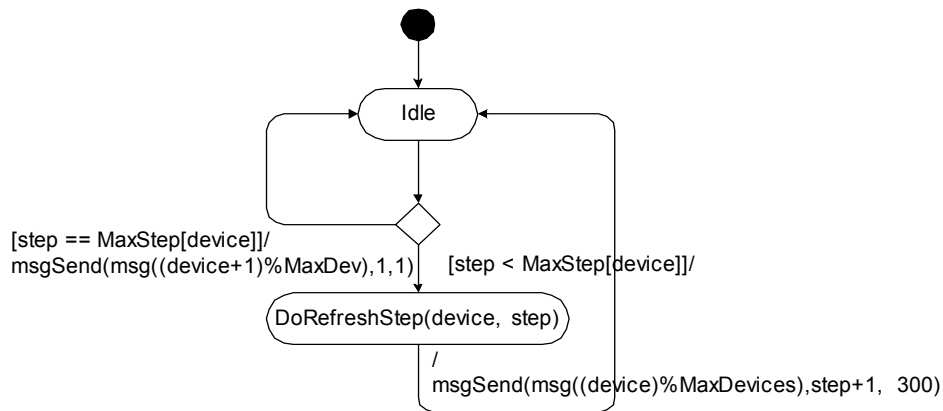 Idle
[step == MaxStep[device]]/
msgSend(msg((device+1)%MaxDev),1,1)
[step < MaxStep[device]]/
DoRefreshStep(device, step)
/
msgSend(msg((device)%MaxDevices),step+1, 300)